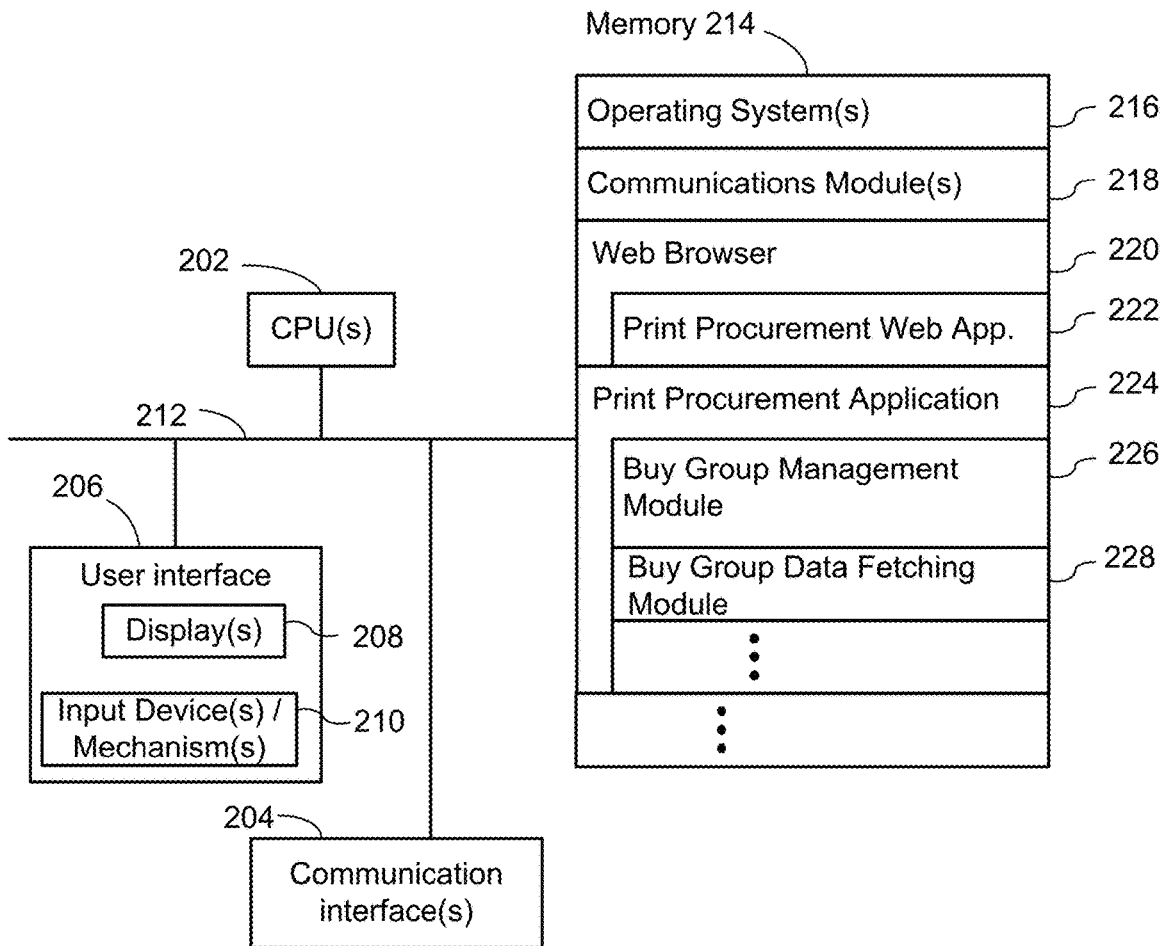 Memory 214
Operating System(s)
216
Communications Module(s)
218
Web Browser
220
Print Procurement Web App.
222
Print Procurement Application
224
Buy Group Management
Module
226
Buy Group Data Fetching
Module
228
202
CPU(s)
212
206
User interface
Display(s)
208
Input Device(s) /
Mechanism(s)
210
204
Communication
interface(s)